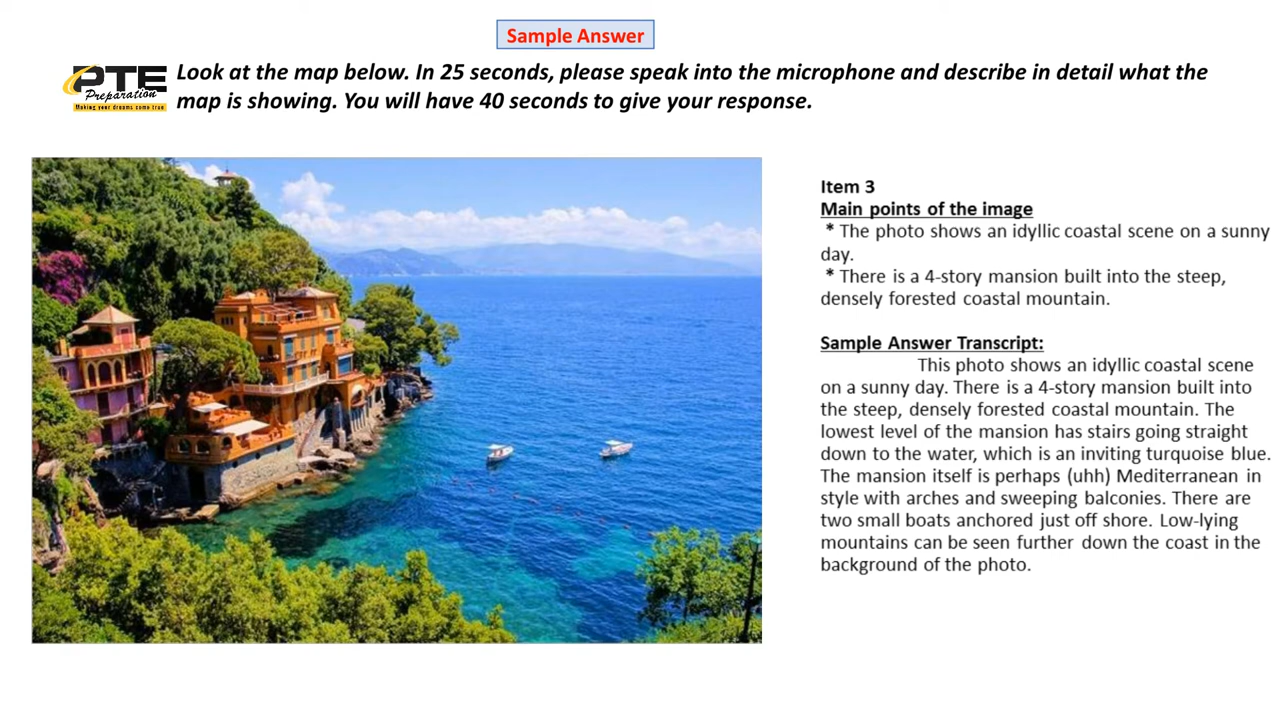 Sample Answer
PTE
Preparation
Making your dreams come true
Look at the map below. In 25 seconds, please speak into the microphone and describe in detail what the
map is showing. You will have 40 seconds to give your response.
Item 3
Main points of the image
* The photo shows an idyllic coastal scene on a sunny
day.
* There is a 4-story mansion built into the steep,
densely forested coastal mountain.
Sample Answer Transcript:
This photo shows an idyllic coastal scene
on a sunny day. There is a 4-story mansion built into
the steep, densely forested coastal mountain. The
lowest level of the mansion has stairs going straight
down to the water, which is an inviting turquoise blue.
The mansion itself is perhaps (uhh) Mediterranean in
style with arches and sweeping balconies. There are
two small boats anchored just off shore. Low-lying
mountains can be seen further down the coast in the
background of the photo.